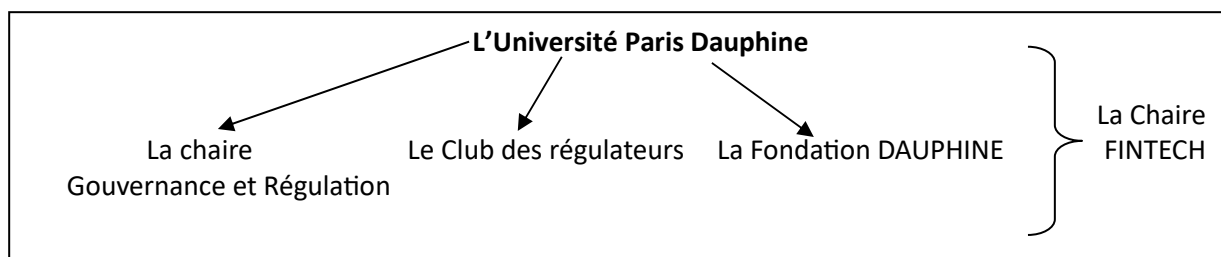 L'Université Paris Dauphine
La chaire
Gouvernance et Régulation
Le Club des régulateurs
La Fondation DAUPHINE
La Chaire
FINTECH